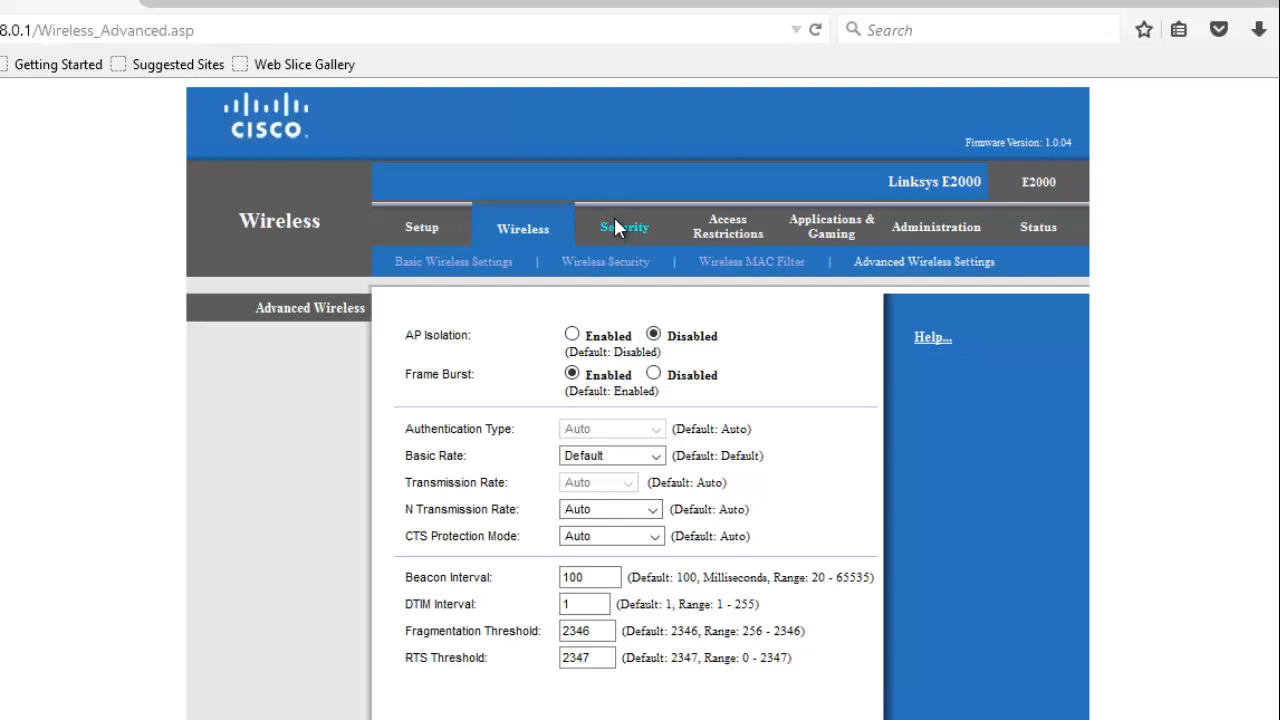 8.0.1/Wireless_Advanced.asp
Search
Getting Started
Suggested Sites
Web Slice Gallery
CISCO.
Firmware Version: 1.0.04
Linksys E2000
E2000
Wireless
Setup
Wireless
Security
Access Restrictions
Applications & Gaming
Administration
Status
Basic Wireless Settings | Wireless Security | Wireless MAC Filter | Advanced Wireless Settings
Advanced Wireless
Help...
AP Isolation: Enabled Disabled
(Default: Disabled)
Frame Burst: Enabled Disabled
(Default: Enabled)
Authentication Type: Auto (Default: Auto)
Basic Rate: Default (Default: Default)
Transmission Rate: Auto (Default: Auto)
N Transmission Rate: Auto (Default: Auto)
CTS Protection Mode: Auto (Default: Auto)
Beacon Interval: 100 (Default: 100, Milliseconds, Range: 20 - 65535)
DTIM Interval: 1 (Default: 1, Range: 1 - 255)
Fragmentation Threshold: 2346 (Default: 2346, Range: 256 - 2346)
RTS Threshold: 2347 (Default: 2347, Range: 0 - 2347)